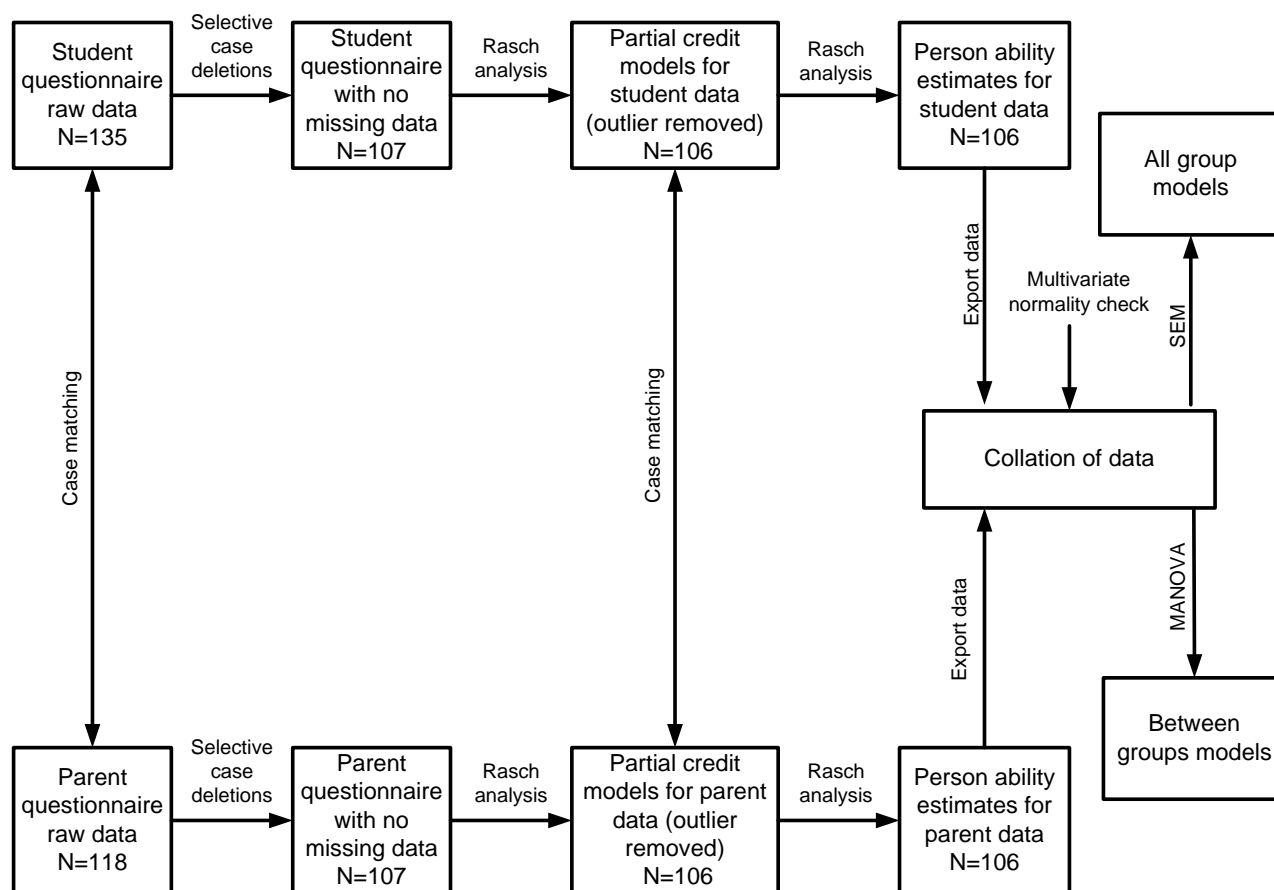 Student
questionnaire
raw data
N=135
Selective
case
deletions
Student
questionnaire
with no
missing data
N=107
Rasch
analysis
Partial credit
models for
student data
(outlier removed)
N=106
Rasch
analysis
Person ability
estimates for
student data
N=106
All group
models
Case matching
Case matching
Export data
Multivariate
normality check
SEM
Collation of data
Export data
MANOVA
Between
groups models
Parent
questionnaire
raw data
N=118
Selective
case
deletions
Parent
questionnaire
with no
missing data
N=107
Rasch
analysis
Partial credit
models for parent
data (outlier
removed)
N=106
Rasch
analysis
Person ability
estimates for
parent data
N=106